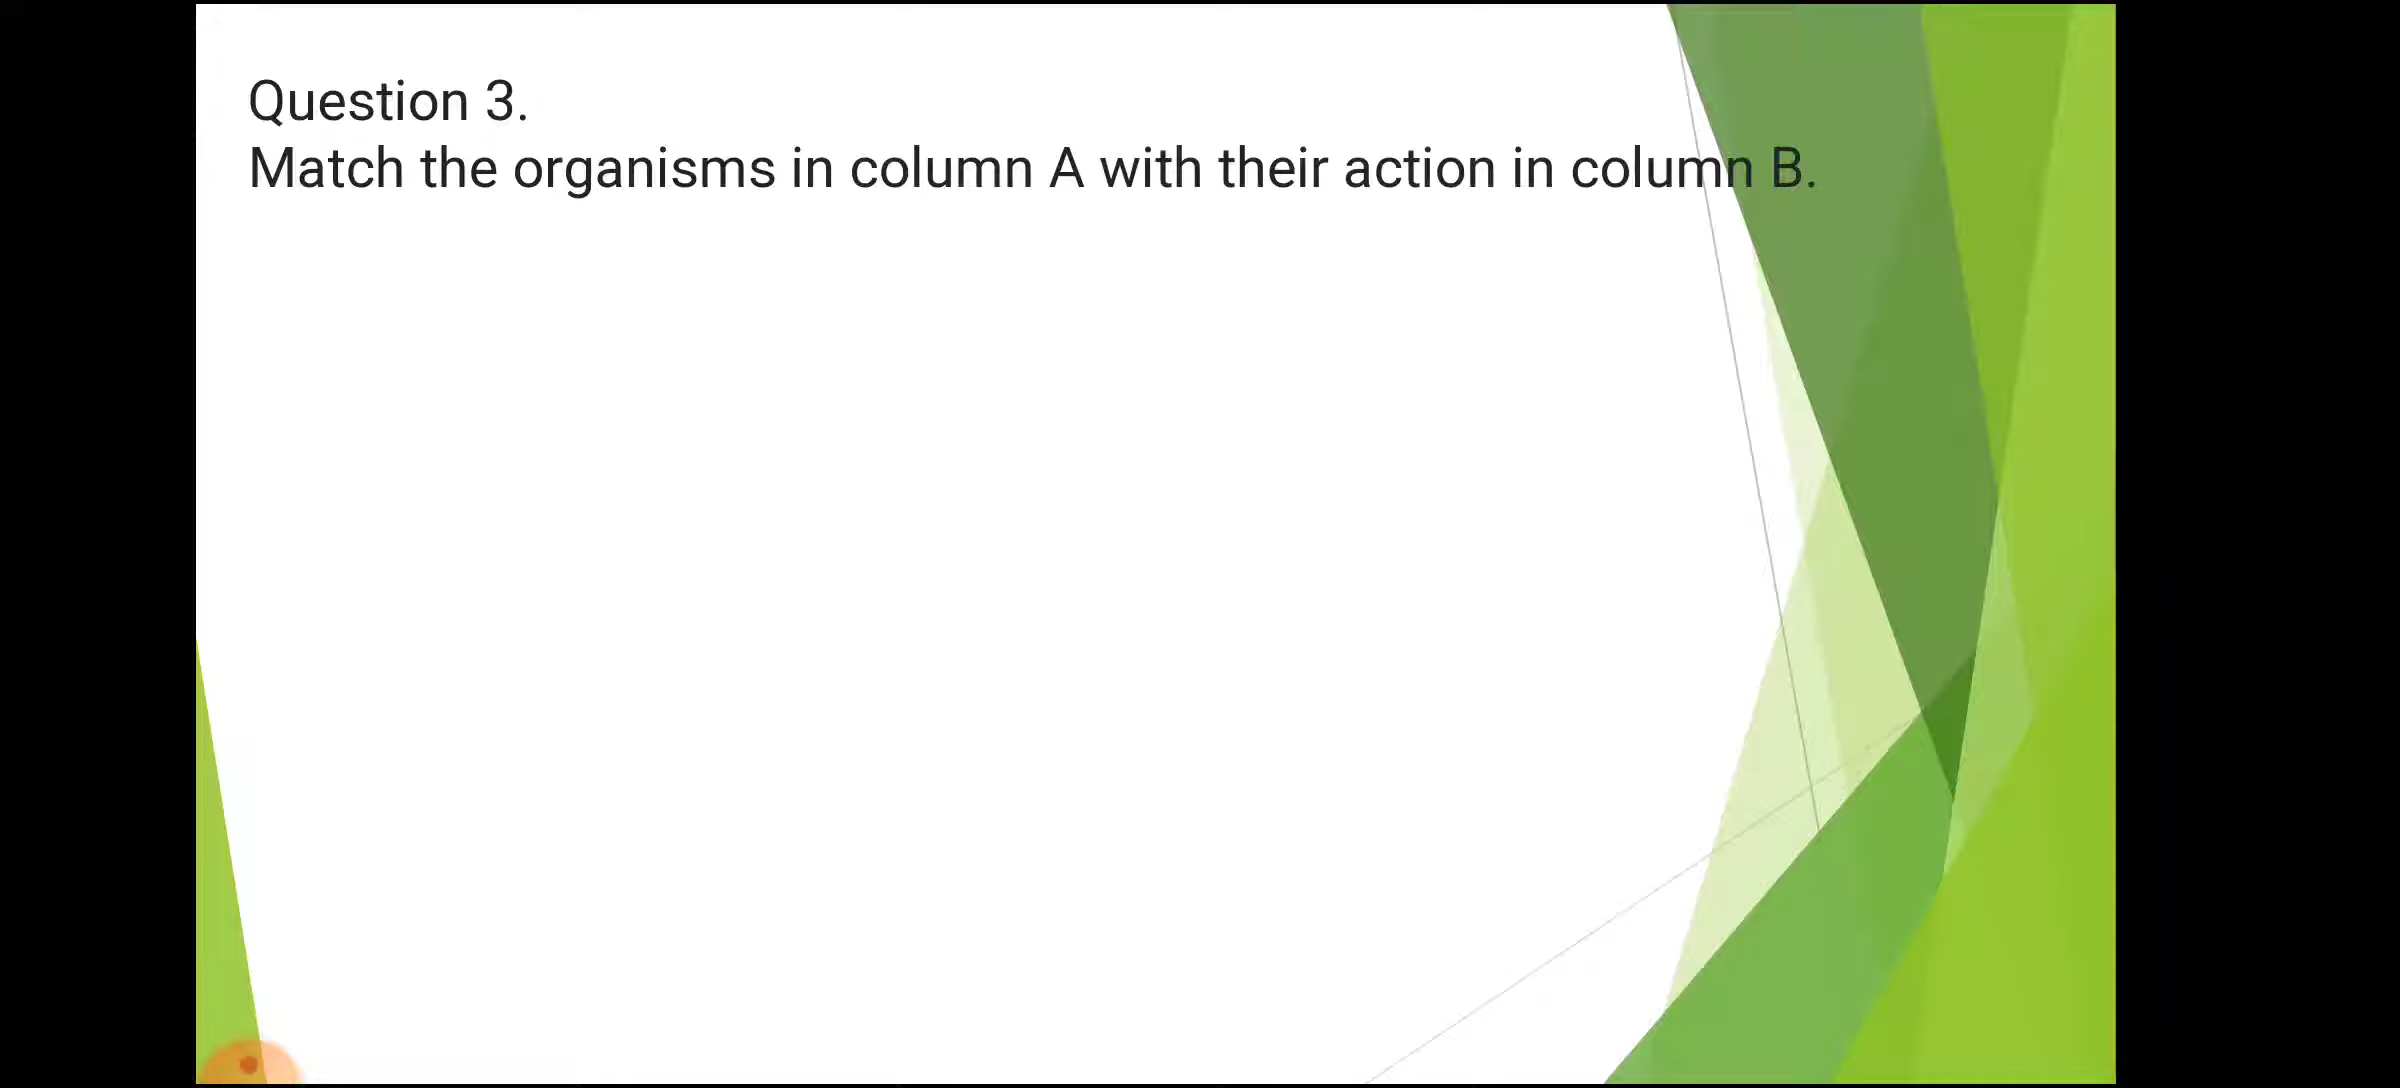 Question 3.
Match the organisms in column A with their action in column B.